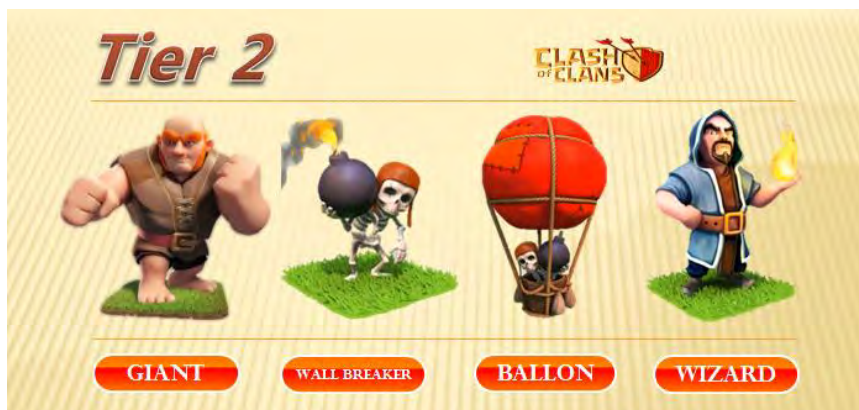 Tier 2
CLASH
OF CLANS
GIANT
WALL BREAKER
BALLON
WIZARD